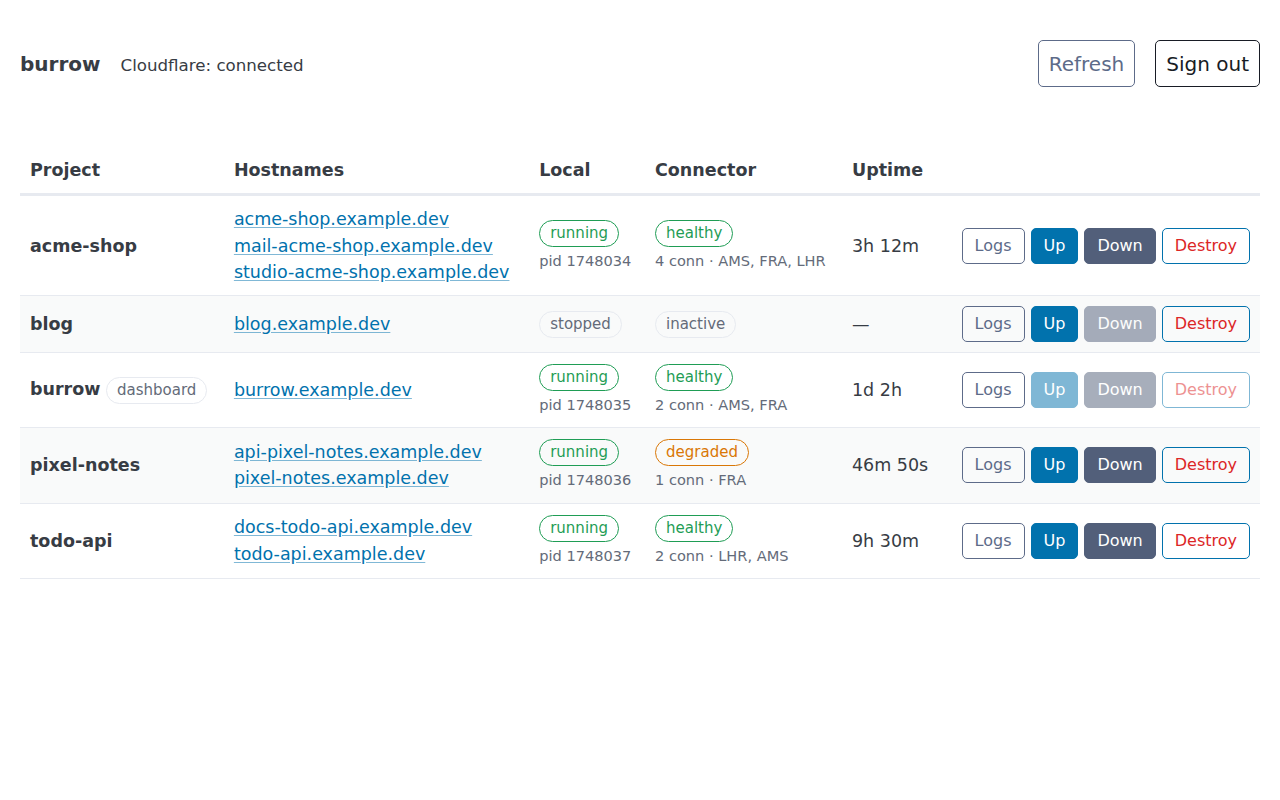 burrow Cloudflare: connected Refresh Sign out
Project Hostnames Local Connector Uptime
acme-shop.example.dev
mail-acme-shop.example.dev
studio-acme-shop.example.dev
acme-shop running healthy 3h 12m Logs Up Down Destroy
pid 1748034 4 conn · AMS, FRA, LHR
blog blog.example.dev stopped inactive — Logs Up Down Destroy
burrow dashboard burrow.example.dev running healthy 1d 2h Logs Up Down Destroy
pid 1748035 2 conn · AMS, FRA
api-pixel-notes.example.dev
pixel-notes.example.dev
pixel-notes running degraded 46m 50s Logs Up Down Destroy
pid 1748036 1 conn · FRA
docs-todo-api.example.dev
todo-api.example.dev
todo-api running healthy 9h 30m Logs Up Down Destroy
pid 1748037 2 conn · LHR, AMS